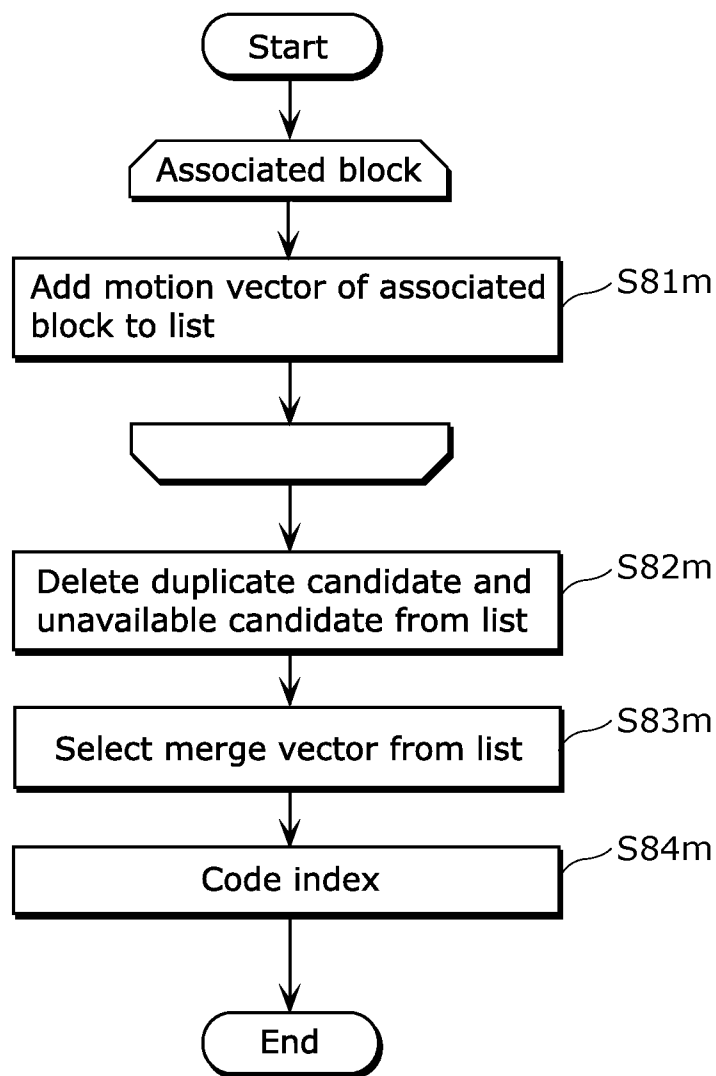 Start
Associated block
Add motion vector of associated
block to list
S81m
Delete duplicate candidate and
unavailable candidate from list
S82m
Select merge vector from list
S83m
Code index
S84m
End